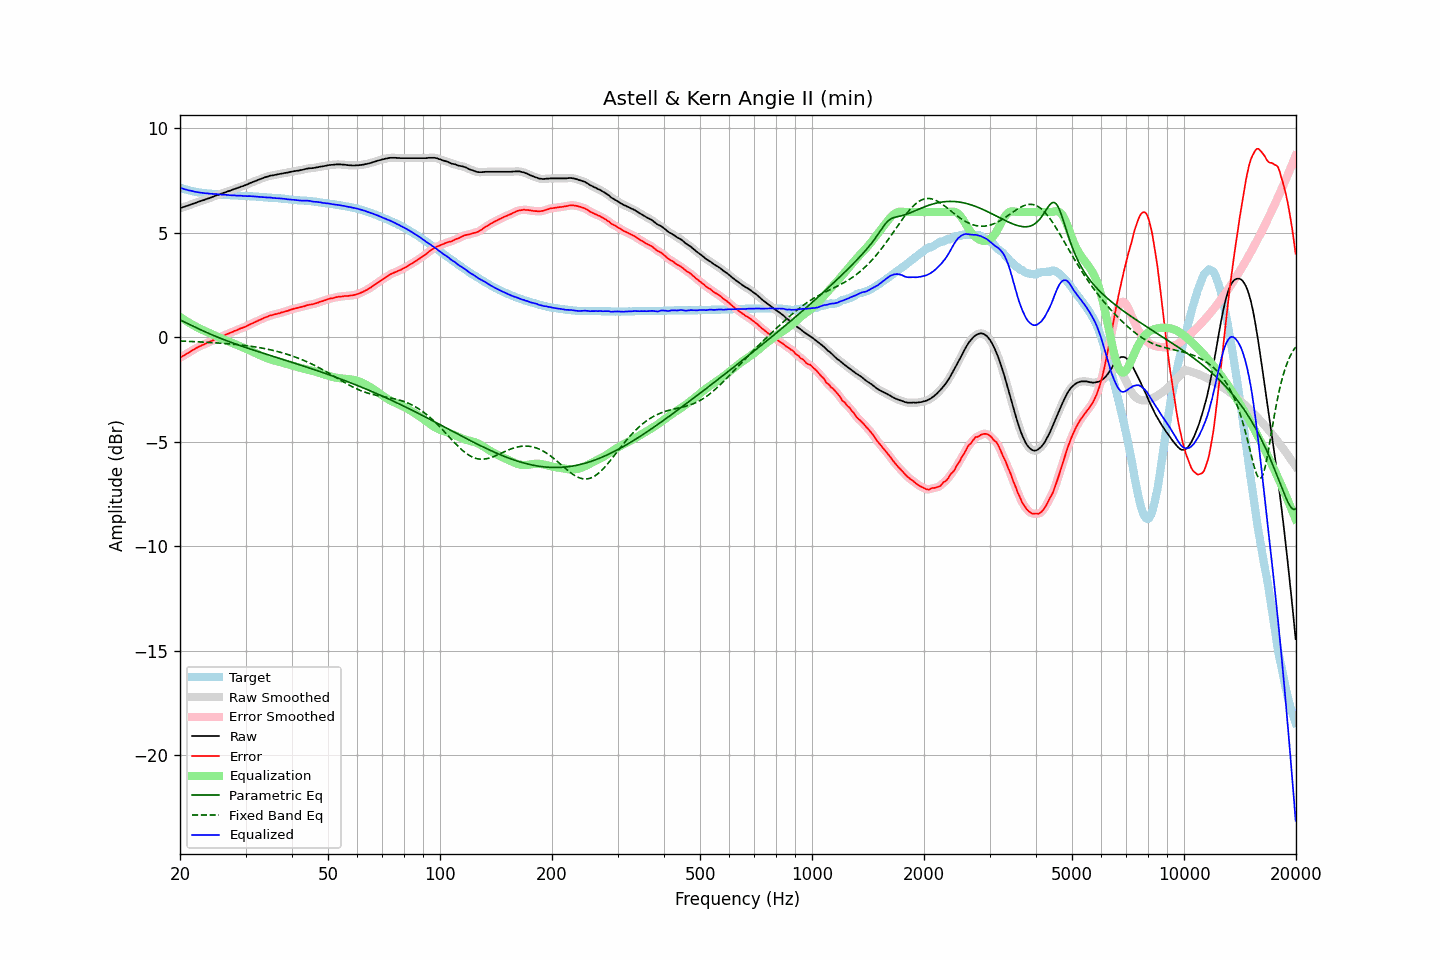 Astell & Kern Angie II (min)
Amplitude (dBr)
10
5
0
−5
−10
−15
−20
Target
Raw Smoothed
Error Smoothed
Raw
Error
Equalization
Parametric Eq
Fixed Band Eq
Equalized
20 50 100 200 500 1000 2000 5000 10000 20000
Frequency (Hz)